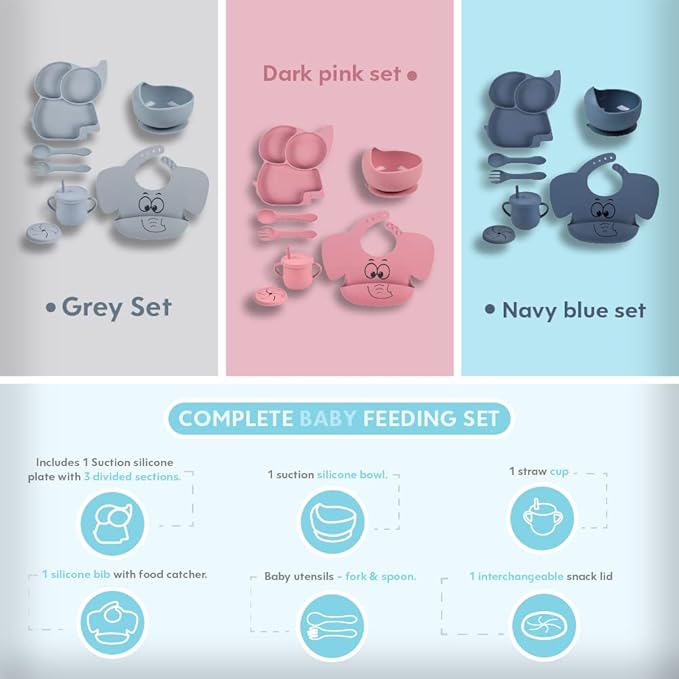 Dark pink set
Grey Set
Navy blue set
COMPLETE BABY FEEDING SET
Includes 1 Suction silicone
plate with 3 divided sections.
1 suction silicone bowl.
1 straw cup
1 silicone bib with food catcher.
Baby utensils - fork & spoon.
1 interchangeable snack lid